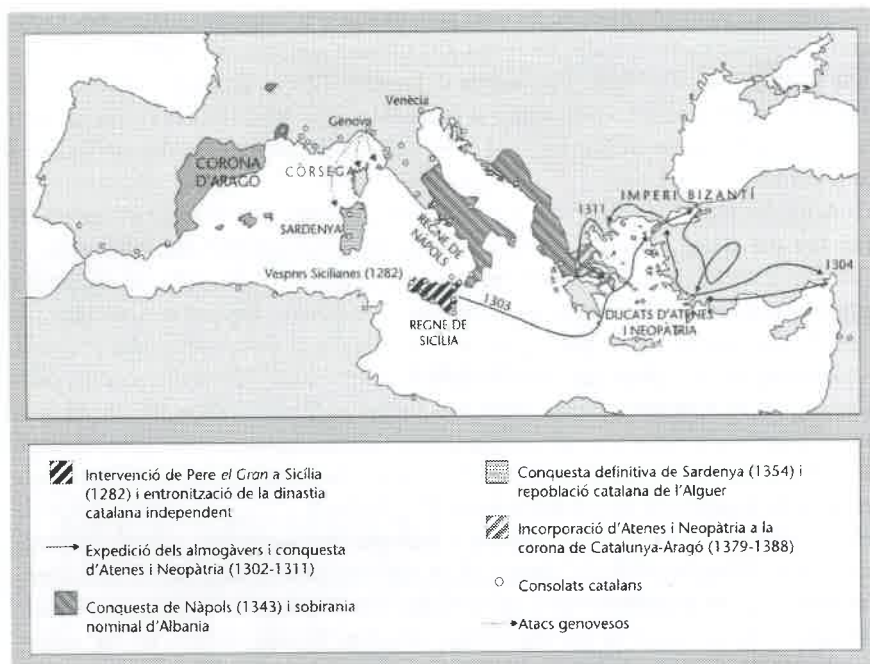 Venècia
Gènova
CORONA
D'ARAGÓ
CÒRSEGA
IMPERI BIZANTÍ
1311
SARDENYA
REGNE DE
NÀPOLS
Vespres Sicilianes (1282)
1304
1303
DUCATS D'ATENES
I NEOPÀTRIA
REGNE DE
SICÍLIA
Intervenció de Pere el Gran a Sicília
(1282) i entronització de la dinastia
catalana independent
Expedició dels almogàvers i conquesta
d'Atenes i Neopàtria (1302-1311)
Conquesta de Nàpols (1343) i sobirania
nominal d'Albania
Conquesta definitiva de Sardenya (1354) i
repoblació catalana de l'Alguer
Incorporació d'Atenes i Neopàtria a la
corona de Catalunya-Aragó (1379-1388)
Consolats catalans
Atacs genovesos